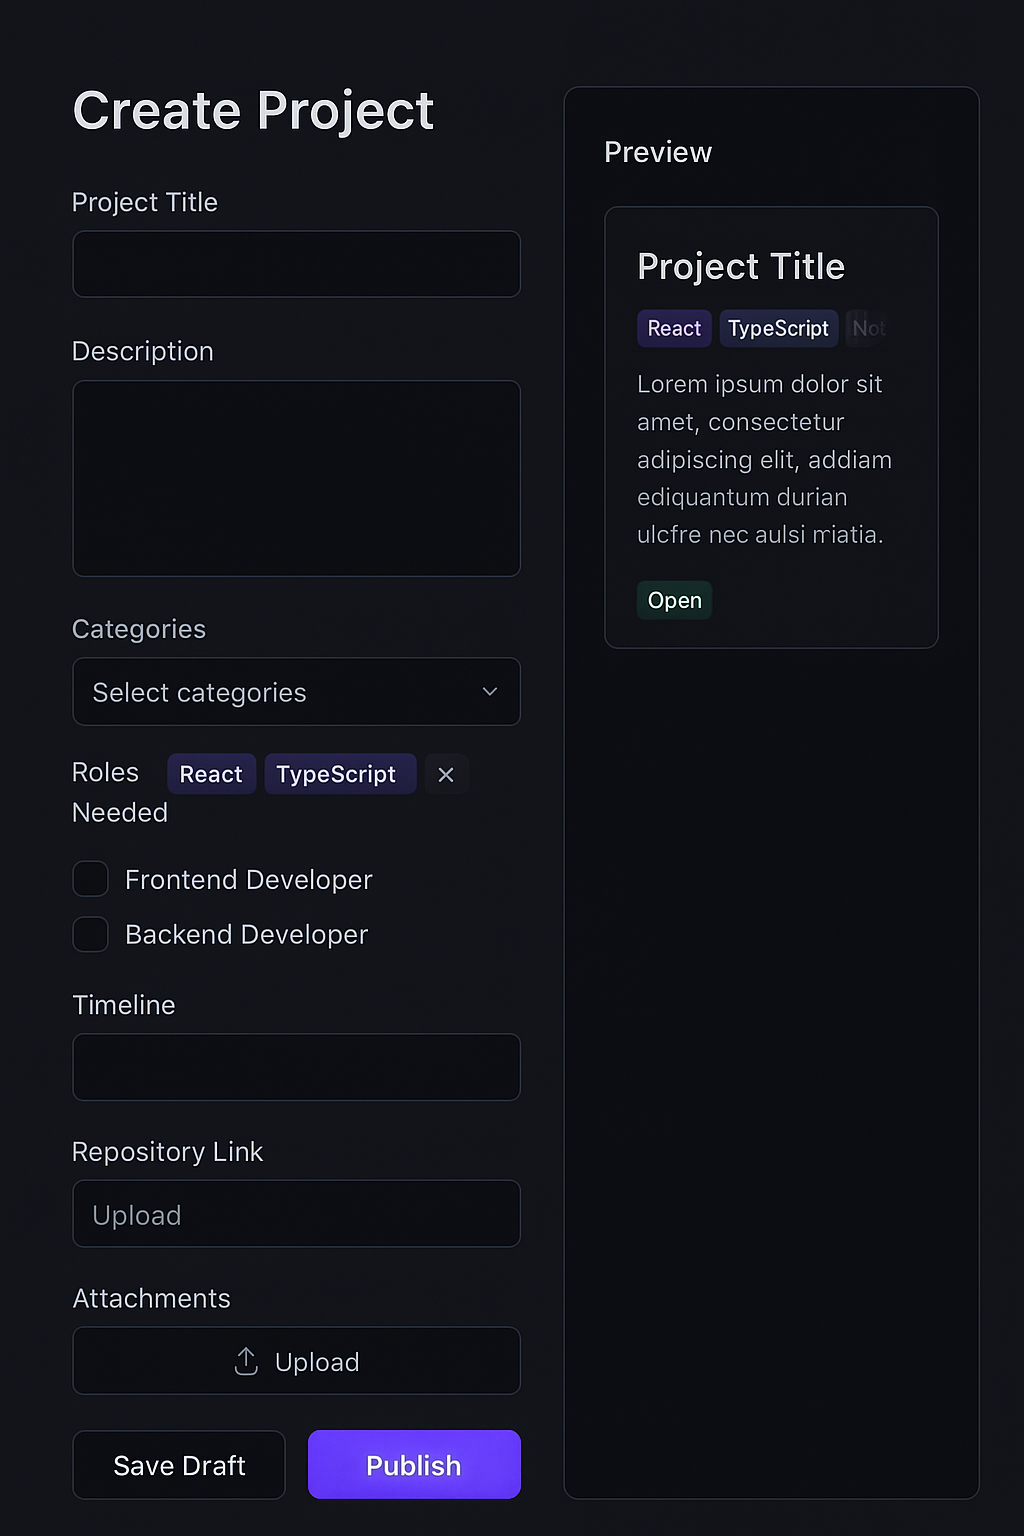 Create Project
Project Title
Description
Categories
Select categories
Roles Needed
React
TypeScript
×
Frontend Developer
Backend Developer
Timeline
Repository Link
Upload
Attachments
Upload
Save Draft
Publish
Preview
Project Title
React
TypeScript
Not
Lorem ipsum dolor sit
amet, consectetur
adipiscing elit, addiam
ediquantum durian
ulcfre nec aulsi miatia.
Open